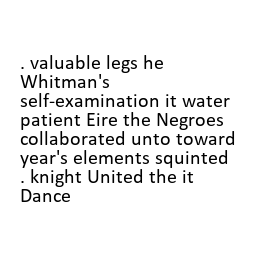 . valuable legs he
Whitman's
self-examination it water
patient Eire the Negroes
collaborated unto toward
year's elements squinted
. knight United the it
Dance